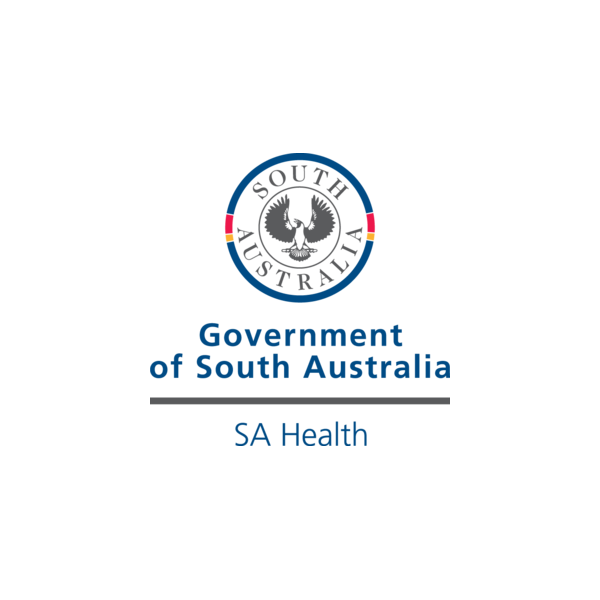 SOUTH
AUSTRALIA
Government
of South Australia
SA Health